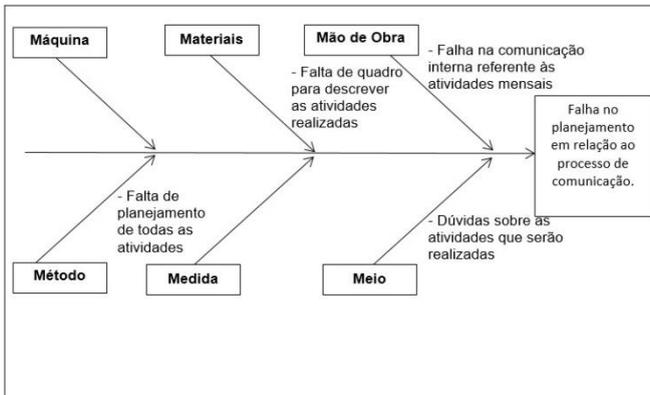 Máquina
Materiais
Mão de Obra
- Falta de quadro
para descrever
as atividades
realizadas
- Falha na comunicação
interna referente às
atividades mensais
Falha no
planejamento
em relação ao
processo de
comunicação.
- Falta de
planejamento
de todas as
atividades
- Dúvidas sobre as
atividades que serão
realizadas
Método
Medida
Meio